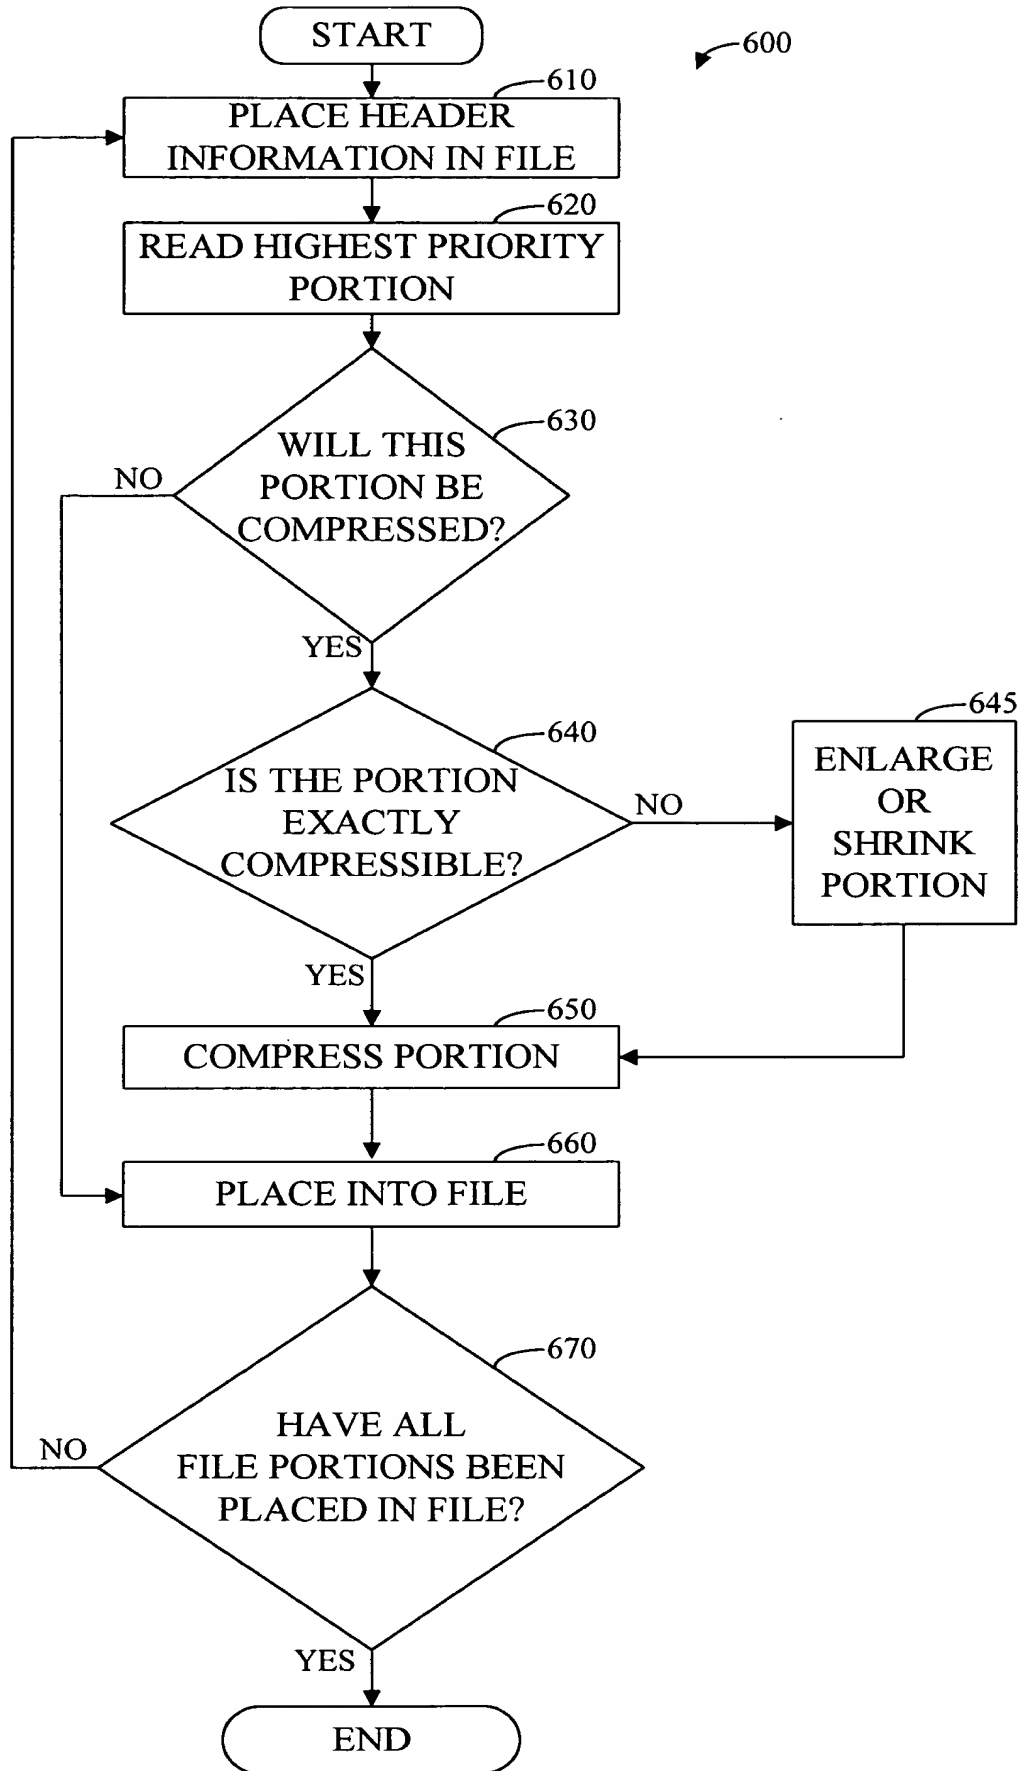 START
600
610
PLACE HEADER
INFORMATION IN FILE
620
READ HIGHEST PRIORITY
PORTION
630
WILL THIS
PORTION BE
COMPRESSED?
NO
YES
640
IS THE PORTION
EXACTLY
COMPRESSIBLE?
NO
645
ENLARGE
OR
SHRINK
PORTION
YES
650
COMPRESS PORTION
660
PLACE INTO FILE
670
HAVE ALL
FILE PORTIONS BEEN
PLACED IN FILE?
NO
YES
END